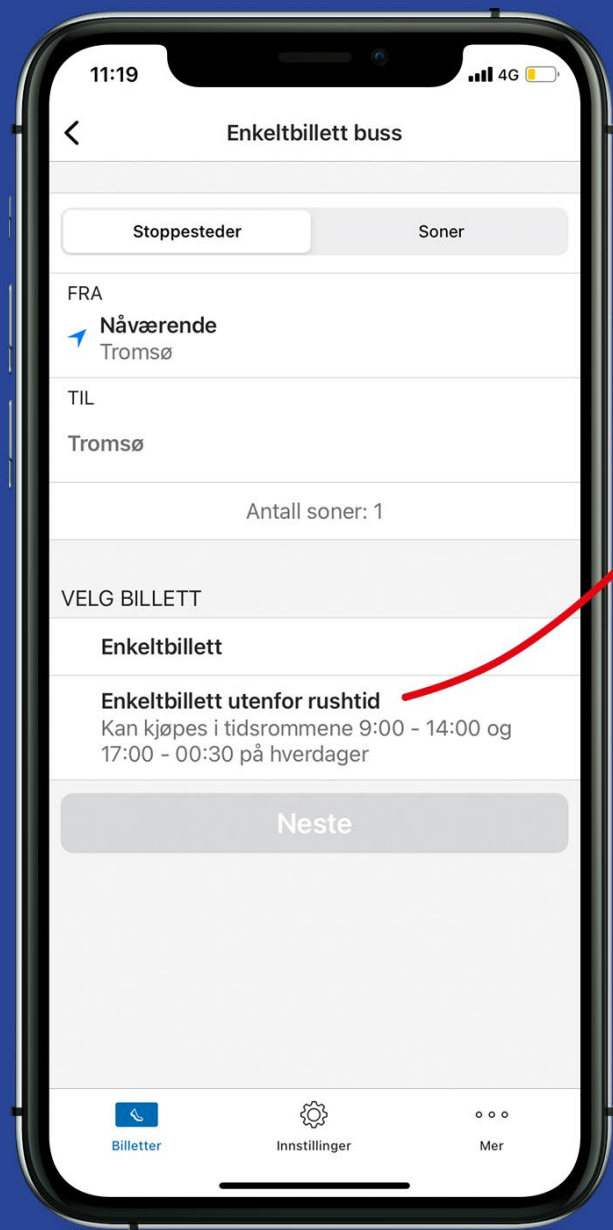 11:19
4G
Enkeltbillett buss
Stoppesteder
Soner
FRA
Nåværende
Tromsø
TIL
Tromsø
Antall soner: 1
VELG BILLETT
Enkeltbillett
Enkeltbillett utenfor rushtid
Kan kjøpes i tidsrommene 9:00 - 14:00 og
17:00 - 00:30 på hverdager
Neste
Billetter
Innstillinger
Mer